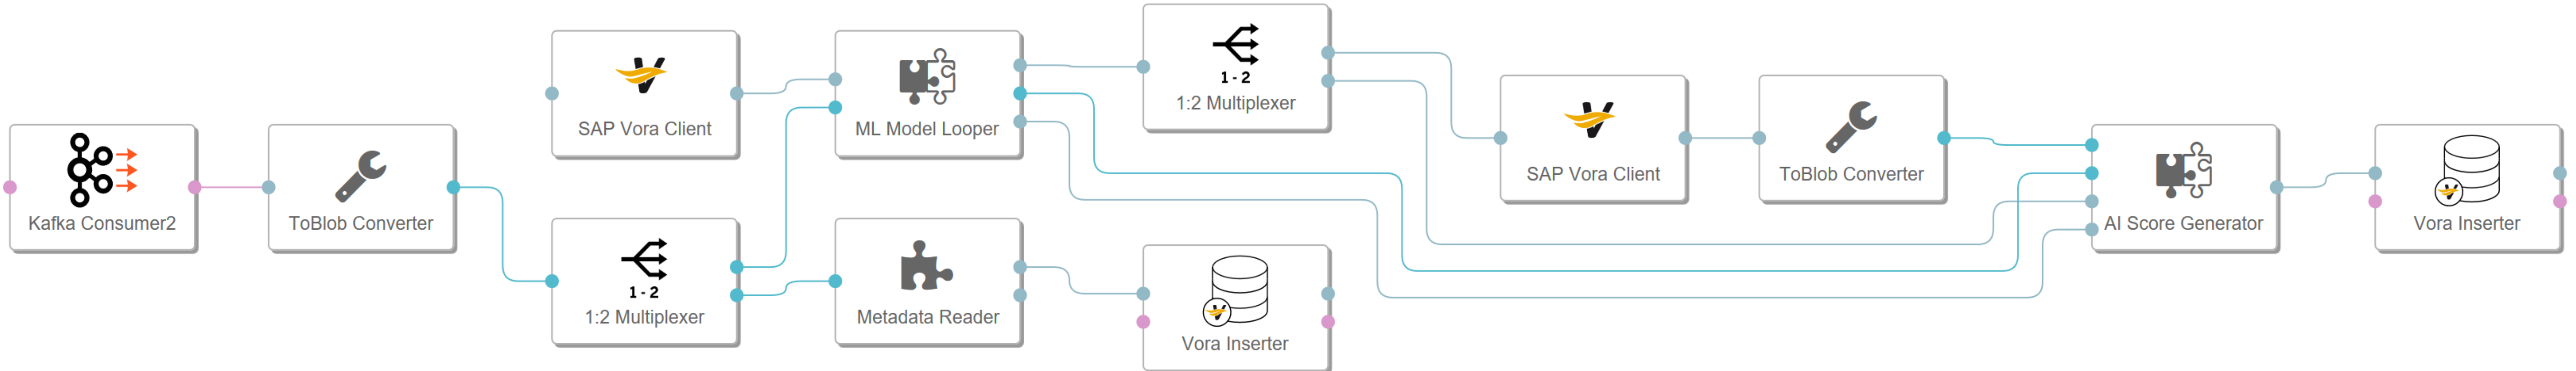 Kafka Consumer2
ToBlob Converter
SAP Vora Client
1 - 2
1:2 Multiplexer
ML Model Looper
Metadata Reader
1 - 2
1:2 Multiplexer
Vora Inserter
SAP Vora Client
ToBlob Converter
AI Score Generator
Vora Inserter